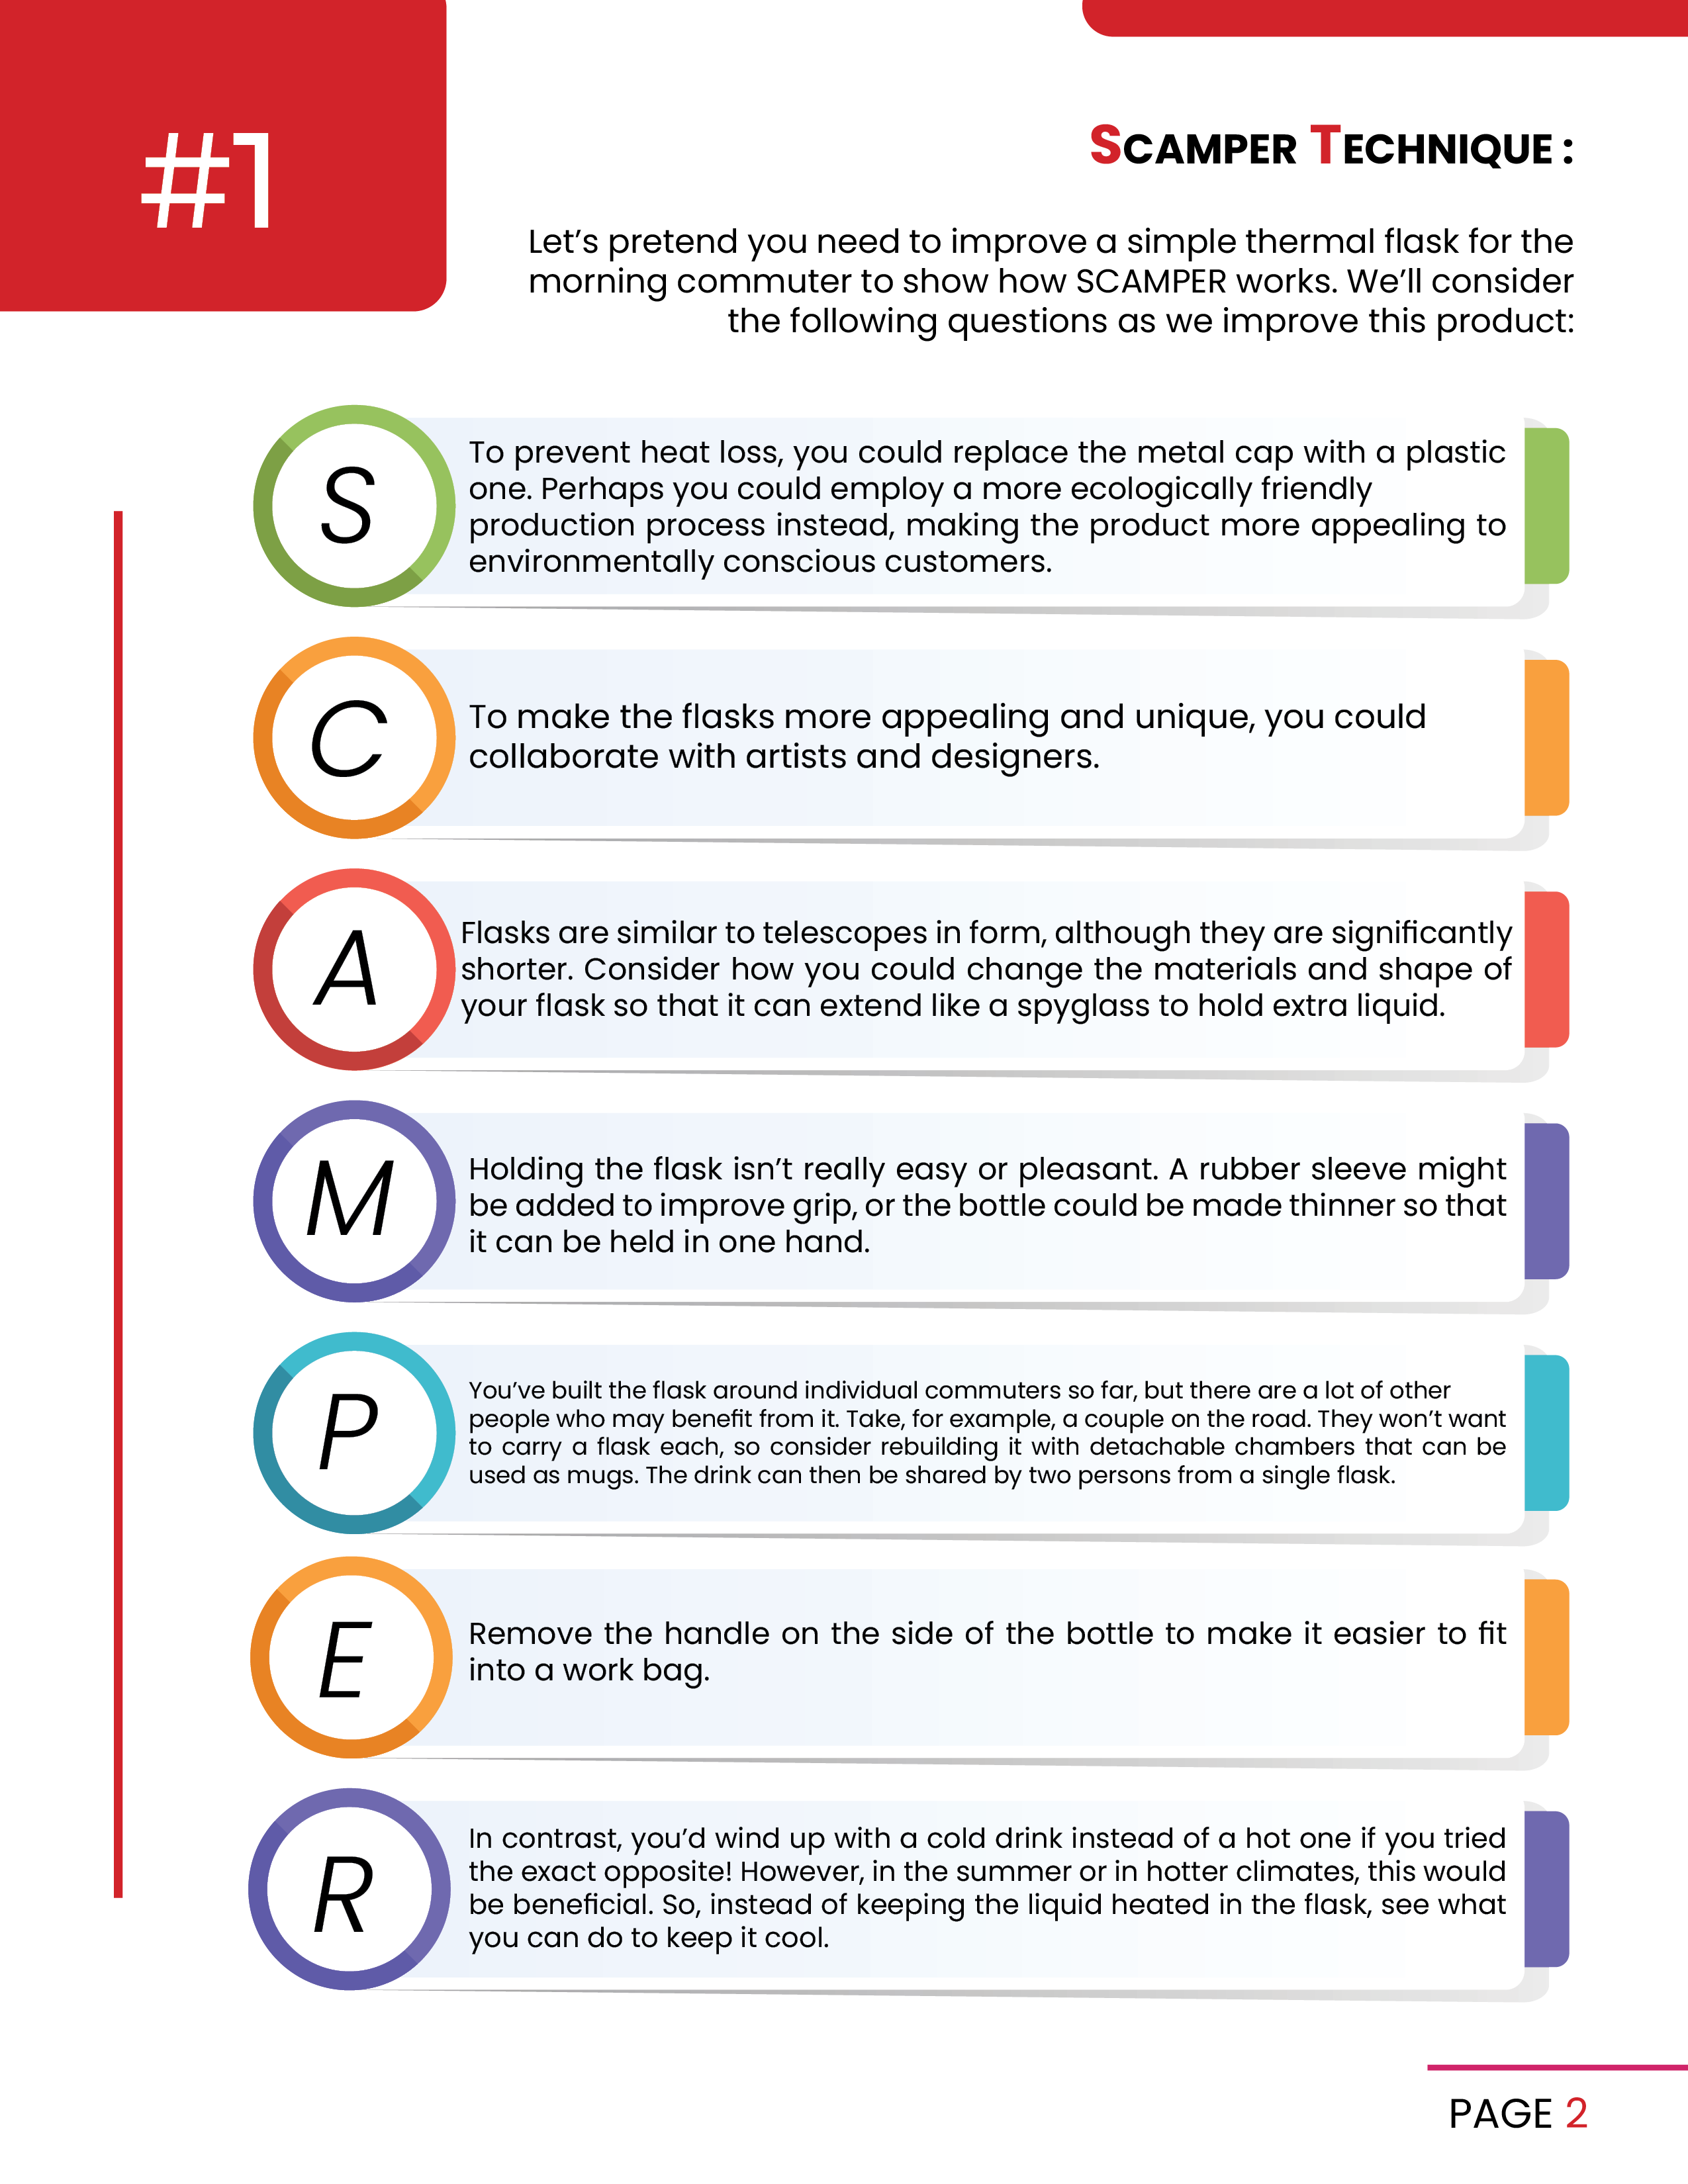 #1
SCAMPER TECHNIQUE :
Let's pretend you need to improve a simple thermal flask for the
morning commuter to show how SCAMPER works. We'll consider
the following questions as we improve this product:
S
To prevent heat loss, you could replace the metal cap with a plastic
one. Perhaps you could employ a more ecologically friendly
production process instead, making the product more appealing to
environmentally conscious customers.
C
To make the flasks more appealing and unique, you could
collaborate with artists and designers.
A
Flasks are similar to telescopes in form, although they are significantly
shorter. Consider how you could change the materials and shape of
your flask so that it can extend like a spyglass to hold extra liquid.
M
Holding the flask isn't really easy or pleasant. A rubber sleeve might
be added to improve grip, or the bottle could be made thinner so that
it can be held in one hand.
P
You've built the flask around individual commuters so far, but there are a lot of other
people who may benefit from it. Take, for example, a couple on the road. They won't want
to carry a flask each, so consider rebuilding it with detachable chambers that can be
used as mugs. The drink can then be shared by two persons from a single flask.
E
Remove the handle on the side of the bottle to make it easier to fit
into a work bag.
R
In contrast, you'd wind up with a cold drink instead of a hot one if you tried
the exact opposite! However, in the summer or in hotter climates, this would
be beneficial. So, instead of keeping the liquid heated in the flask, see what
you can do to keep it cool.
PAGE 2